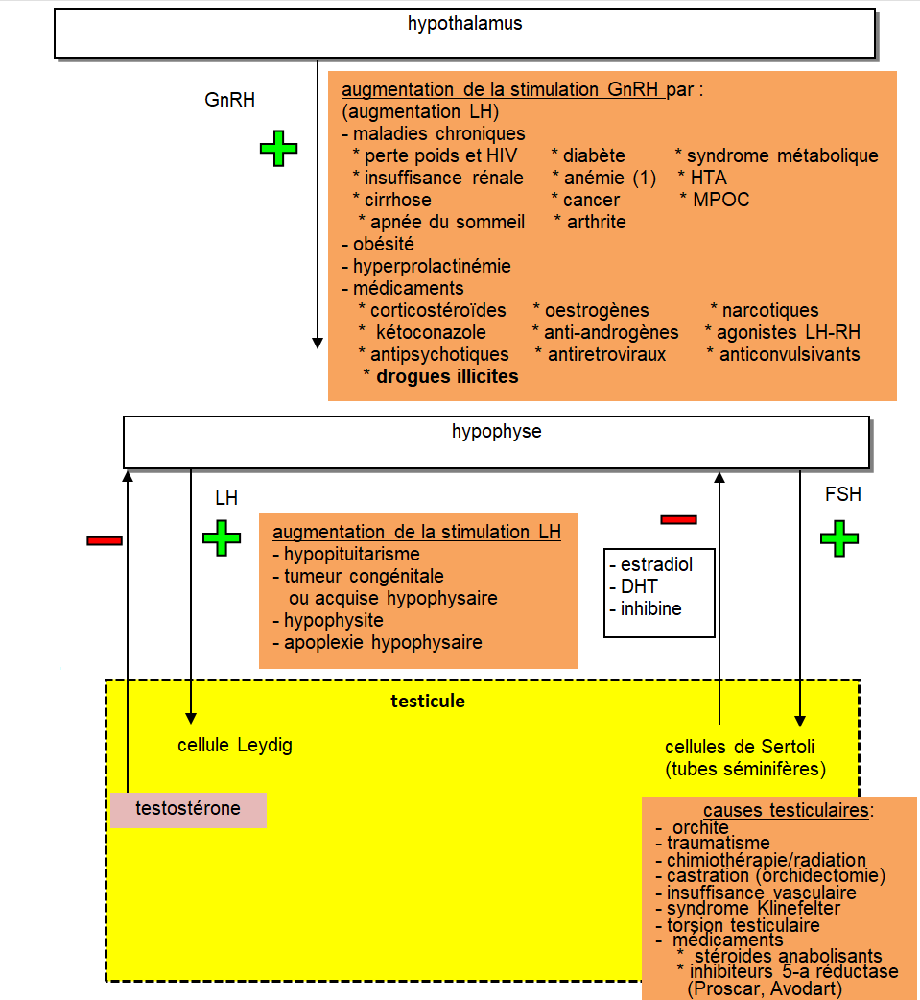 hypothalamus
GnRH
augmentation de la stimulation GnRH par :
(augmentation LH)
- maladies chroniques
* perte poids et HIV * diabète * syndrome métabolique
* insuffisance rénale * anémie (1) * HTA
* cirrhose * cancer * MPOC
* apnée du sommeil * arthrite
- obésité
- hyperprolactinémie
- médicaments
* corticostéroïdes * oestrogènes * narcotiques
* kétoconazole * anti-androgènes * agonistes LH-RH
* antipsychotiques * antiretroviraux * anticonvulsivants
* drogues illicites
hypophyse
LH
augmentation de la stimulation LH
- hypopituitarisme
- tumeur congénitale
ou acquise hypophysaire
- hypophysite
- apoplexie hypophysaire
- estradiol
- DHT
- inhibine
FSH
testicule
cellule Leydig
cellules de Sertoli
(tubes séminifères)
testostérone
causes testiculaires:
- orchite
- traumatisme
- chimiothérapie/radiation
- castration (orchidectomie)
- insuffisance vasculaire
- syndrome Klinefelter
- torsion testiculaire
- médicaments
* stéroides anabolisants
* inhibiteurs 5-a réductase
(Proscar, Avodart)